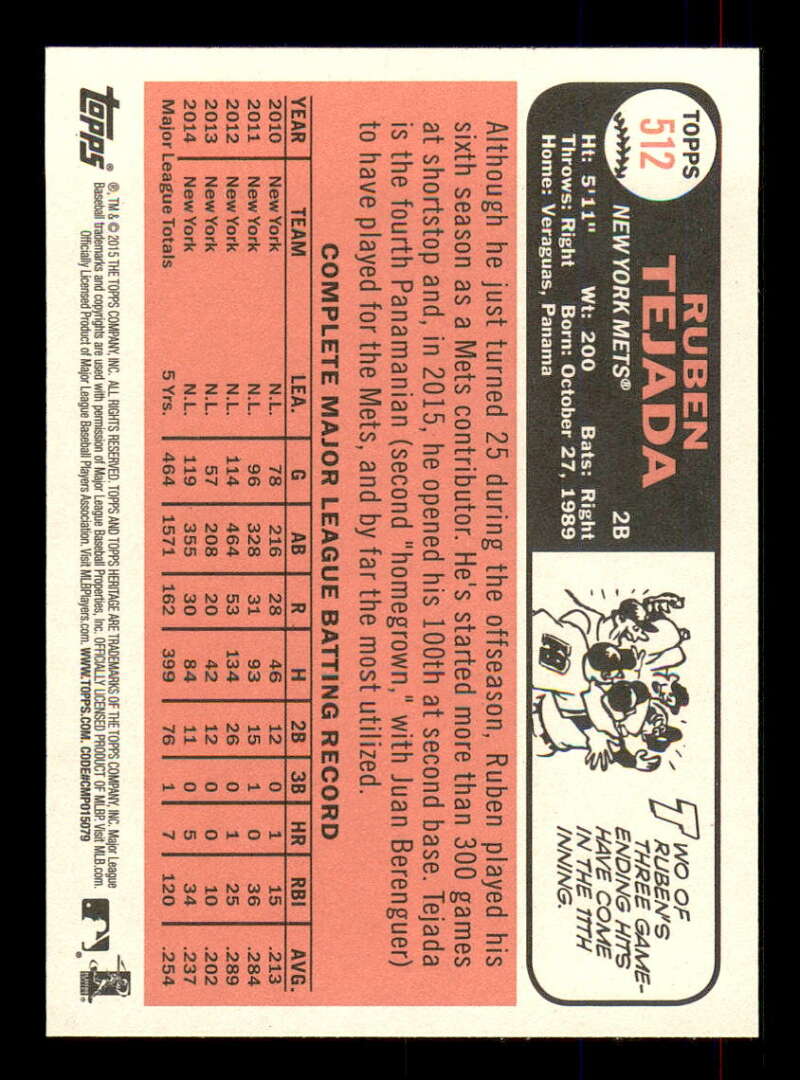 TOPPS
512
RUBEN
TEJADA
NEW YORK METS® 2B
Ht: 5'11" Wt: 200 Bats: Right
Throws: Right Born: October 27, 1989
Home: Veraguas, Panama
TWO OF
RUBEN'S
THREE GAME-
ENDING HITS
HAVE COME
IN THE 11TH
INNING.
Although he just turned 25 during the offseason, Ruben played his
sixth season as a Mets contributor. He's started more than 300 games
at shortstop and, in 2015, he opened his 100th at second base. Tejada
is the fourth Panamanian (second "homegrown," with Juan Berenguer)
to have played for the Mets, and by far the most utilized.
COMPLETE MAJOR LEAGUE BATTING RECORD
YEAR TEAM LEA. G AB R H 2B 3B HR RBI AVG.
2010 New York N.L. 78 216 28 46 12 0 1 15 .213
2011 New York N.L. 96 328 31 93 15 1 0 36 .284
2012 New York N.L. 114 464 53 134 26 0 1 25 .289
2013 New York N.L. 57 208 20 42 12 0 0 10 .202
2014 New York N.L. 119 355 30 84 11 0 5 34 .237
Major League Totals 5 Yrs. 464 1571 162 399 76 1 7 120 .254
topps®
®, TM & © 2015 THE TOPPS COMPANY, INC. ALL RIGHTS RESERVED. TOPPS AND TOPPS HERITAGE ARE TRADEMARKS OF THE TOPPS COMPANY, INC. Major League
Baseball trademarks and copyrights are used with permission of Major League Baseball Properties, Inc. OFFICIALLY LICENSED PRODUCT OF MLBP. Visit MLB.com.
Officially Licensed Product of Major League Baseball Players Association. Visit MLBPlayers.com. WWW.TOPPS.COM. CODE#CMP015079